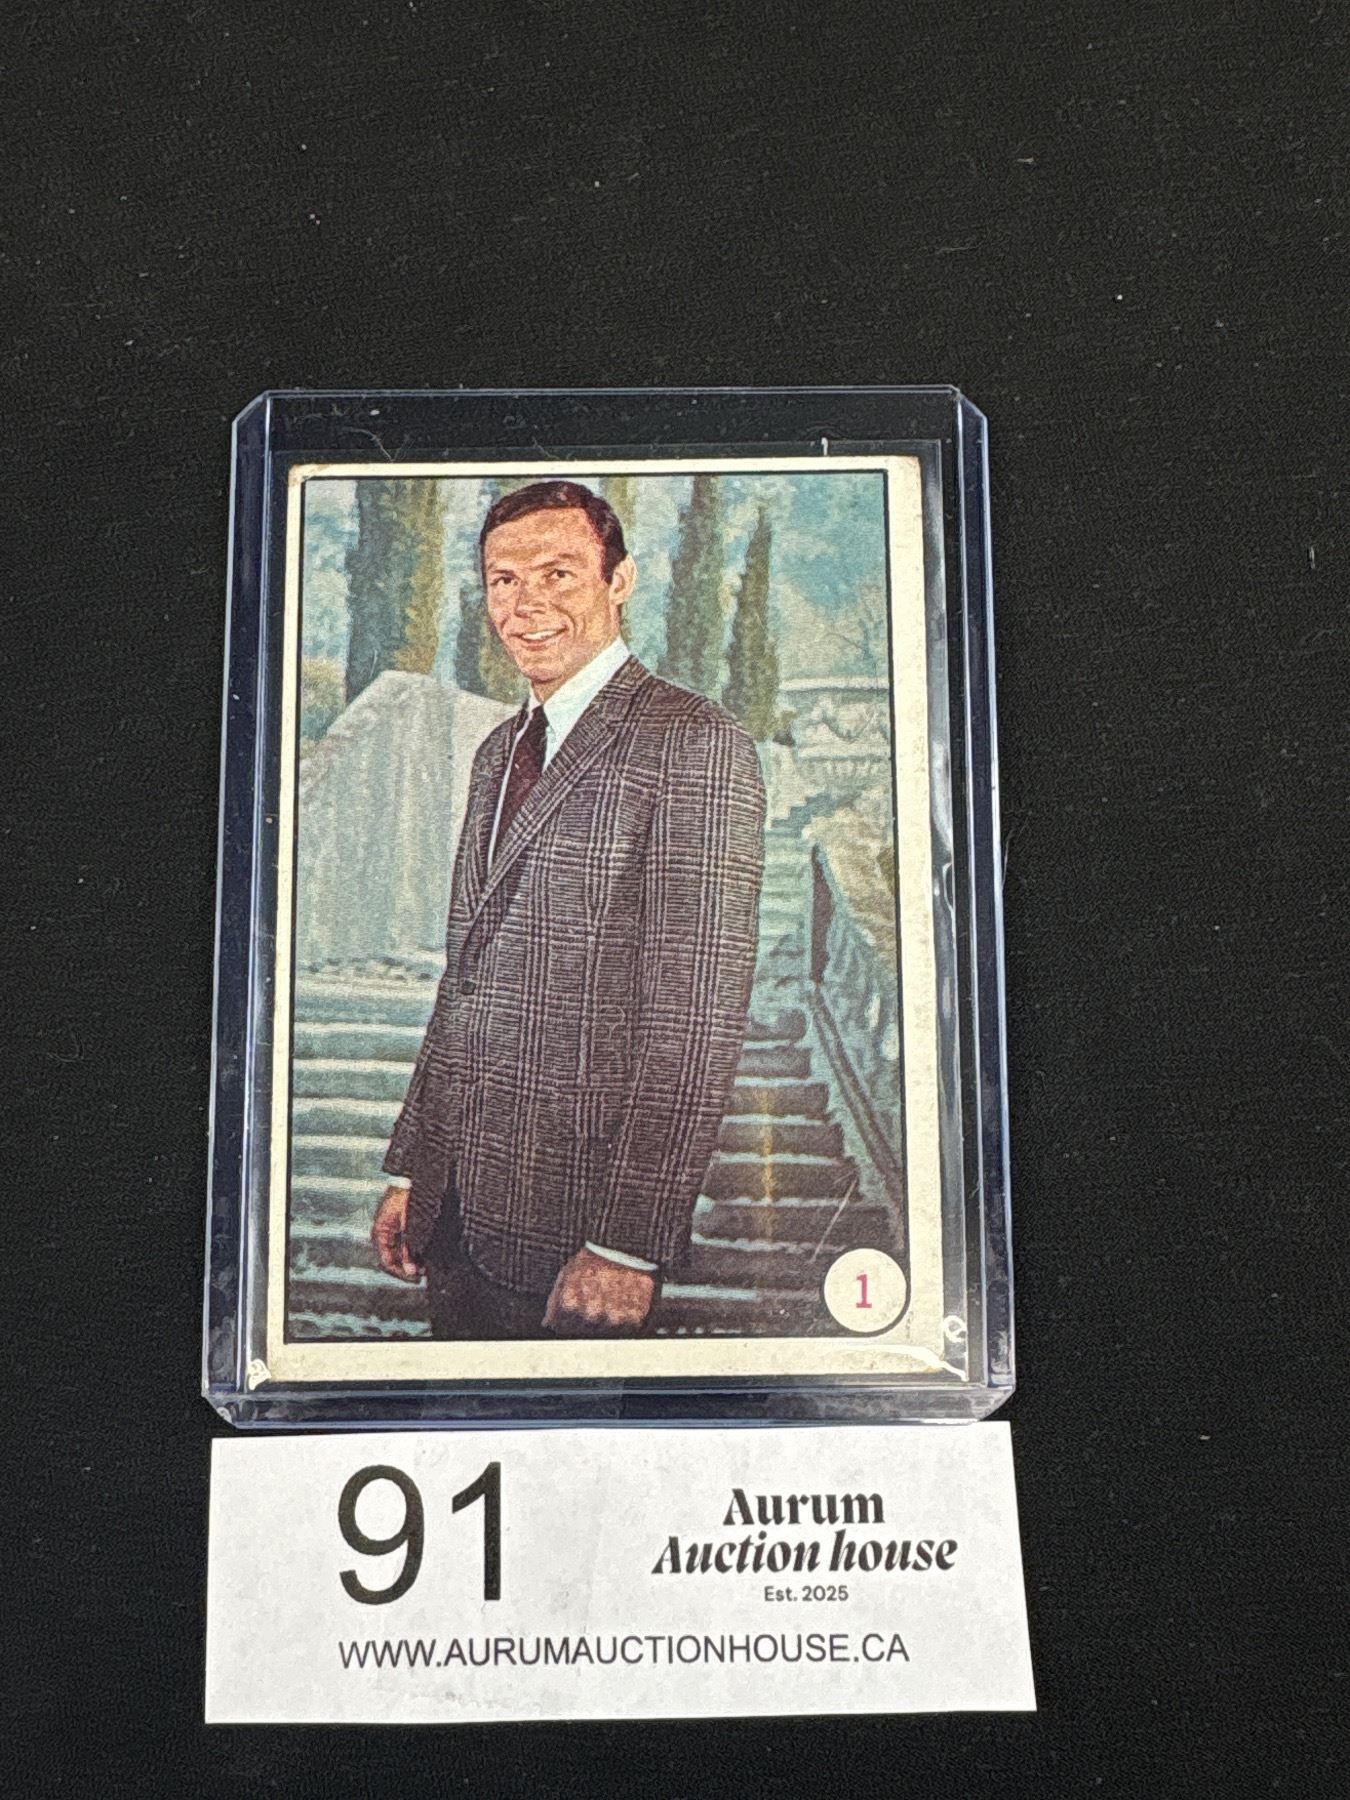 1
91
Aurum
Auction house
Est. 2025
WWW.AURUMAUCTIONHOUSE.CA